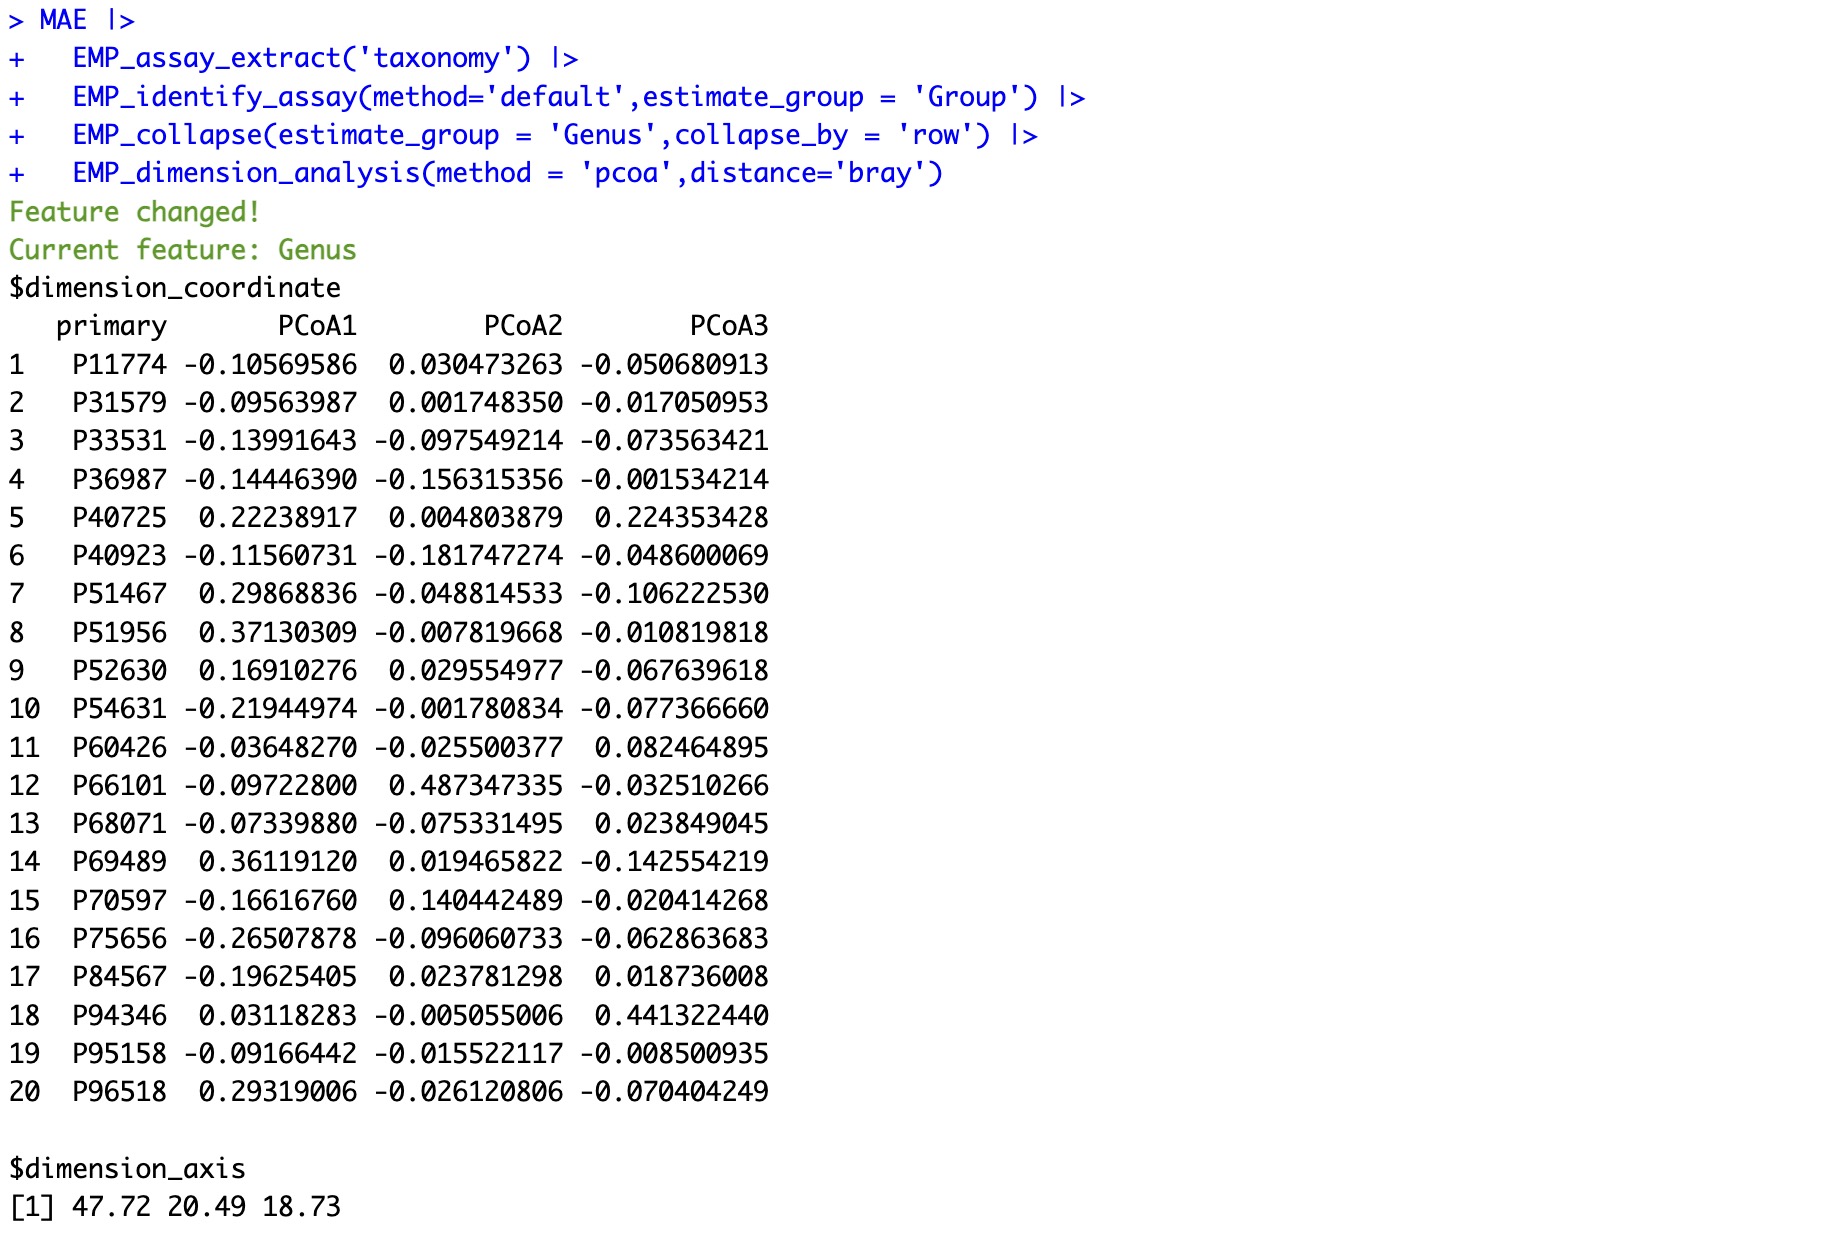 > MAE |>
+   EMP_assay_extract('taxonomy') |>
+   EMP_identify_assay(method='default',estimate_group = 'Group') |>
+   EMP_collapse(estimate_group = 'Genus',collapse_by = 'row') |>
+   EMP_dimension_analysis(method = 'pcoa',distance='bray')
Feature changed!
Current feature: Genus
$dimension_coordinate
   primary       PCoA1        PCoA2        PCoA3
1   P11774 -0.10569586  0.030473263 -0.050680913
2   P31579 -0.09563987  0.001748350 -0.017050953
3   P33531 -0.13991643 -0.097549214 -0.073563421
4   P36987 -0.14446390 -0.156315356 -0.001534214
5   P40725  0.22238917  0.004803879  0.224353428
6   P40923 -0.11560731 -0.181747274 -0.048600069
7   P51467  0.29868836 -0.048814533 -0.106222530
8   P51956  0.37130309 -0.007819668 -0.010819818
9   P52630  0.16910276  0.029554977 -0.067639618
10  P54631 -0.21944974 -0.001780834 -0.077366660
11  P60426 -0.03648270 -0.025500377  0.082464895
12  P66101 -0.09722800  0.487347335 -0.032510266
13  P68071 -0.07339880 -0.075331495  0.023849045
14  P69489  0.36119120  0.019465822 -0.142554219
15  P70597 -0.16616760  0.140442489 -0.020414268
16  P75656 -0.26507878 -0.096060733 -0.062863683
17  P84567 -0.19625405  0.023781298  0.018736008
18  P94346  0.03118283 -0.005055006  0.441322440
19  P95158 -0.09166442 -0.015522117 -0.008500935
20  P96518  0.29319006 -0.026120806 -0.070404249
$dimension_axis
[1] 47.72 20.49 18.73